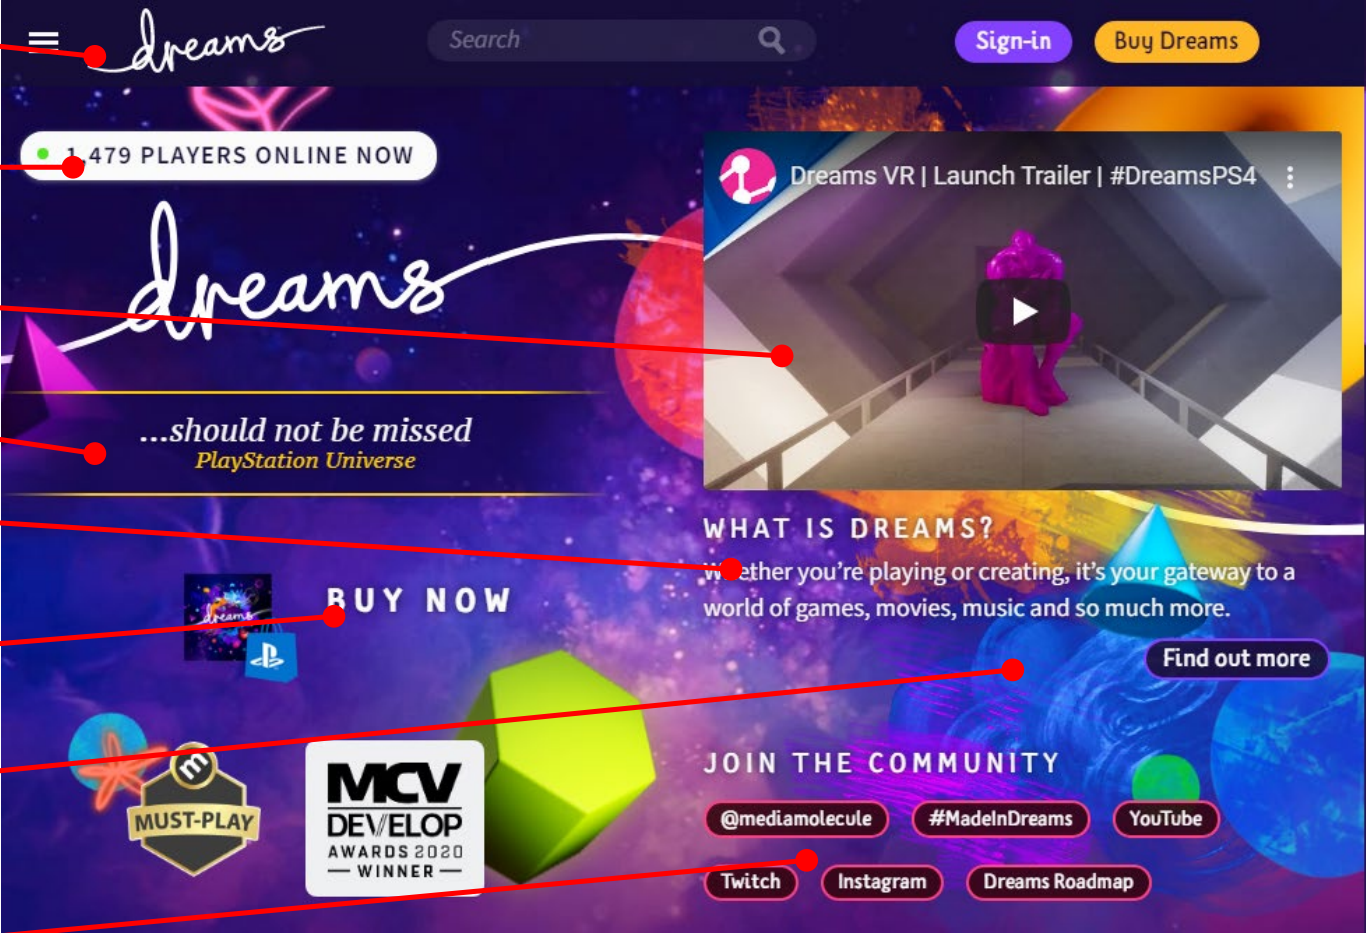 dreams
Search
Sign-in
Buy Dreams
1,479 PLAYERS ONLINE NOW
dreams
...should not be missed
PlayStation Universe
BUY NOW
dreams
m
MUST-PLAY
MCV
DEVELOP
AWARDS 2020
WINNER
Dreams VR | Launch Trailer | #DreamsPS4
WHAT IS DREAMS?
Whether you're playing or creating, it's your gateway to a
world of games, movies, music and so much more.
Find out more
JOIN THE COMMUNITY
@mediamolecule
#MadeInDreams
YouTube
Twitch
Instagram
Dreams Roadmap